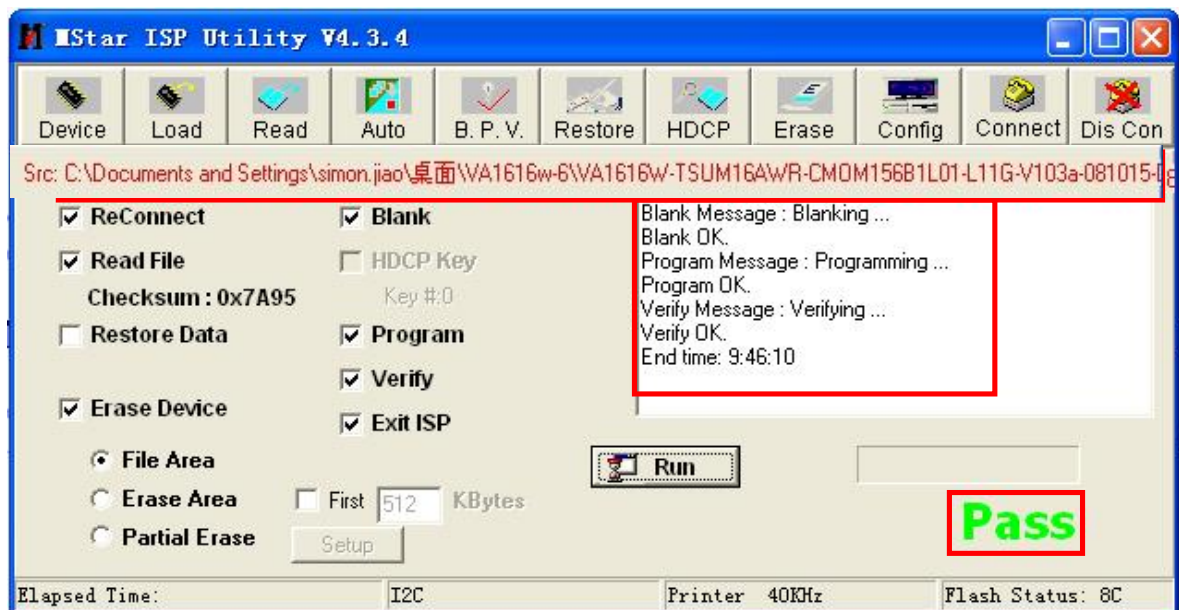 MStar ISP Utility V4.3.4
Device Load Read Auto B. P. V. Restore HDCP Erase Config Connect Dis Con
Src: C:\Documents and Settings\simon.jiao\桌面\VA1616w-6\VA1616W-TSUM16AWR-CMOM156B1L01-L11G-V103a-081015-
ReConnect Blank
Read File HDCP Key
Checksum : 0x7A95 Key #:0
Restore Data Program
Verify
Erase Device Exit ISP
File Area
Erase Area First 512 KBytes
Partial Erase Setup
Blank Message : Blanking ...
Blank OK.
Program Message : Programming ...
Program OK.
Verify Message : Verifying ...
Verify OK.
End time: 9:46:10
Run
Pass
Elapsed Time: I2C Printer 40KHz Flash Status: 8C